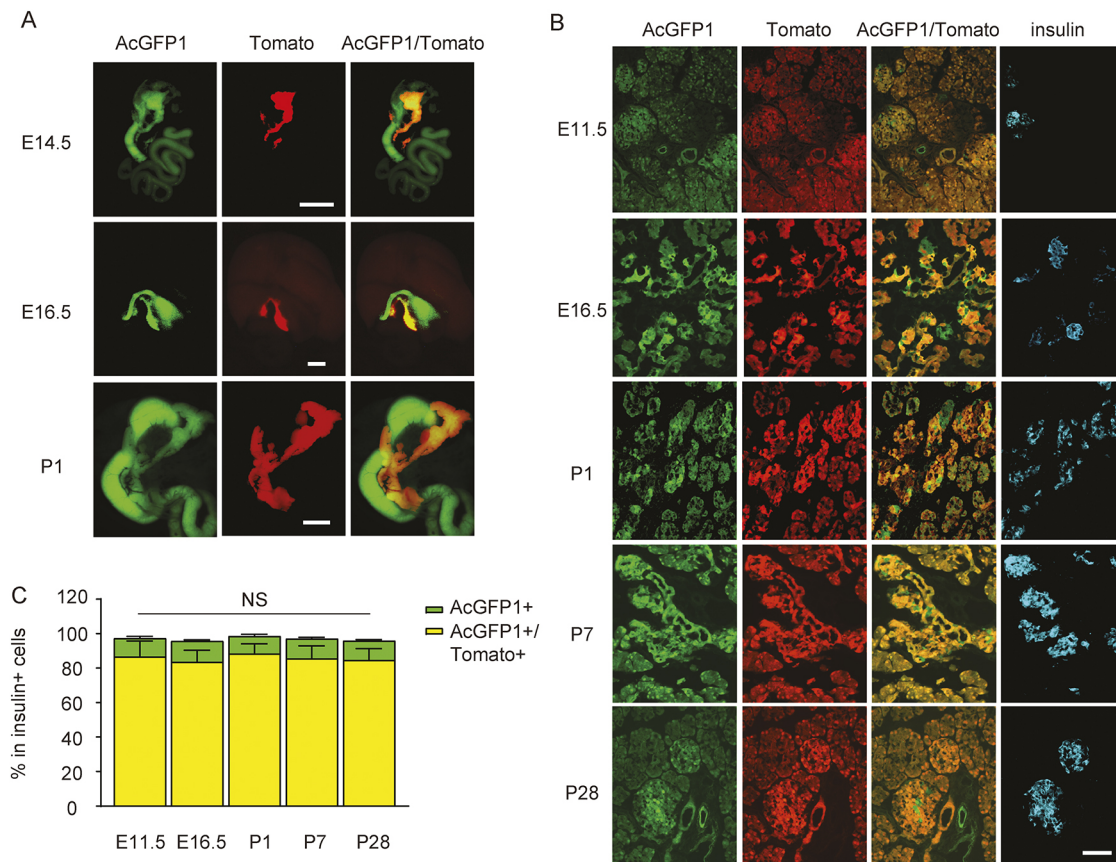 A
AcGFP1 Tomato AcGFP1/Tomato
E14.5
E16.5
P1
B
AcGFP1 Tomato AcGFP1/Tomato insulin
E11.5
E16.5
P1
P7
P28
C
% in insulin+ cells
120
100
80
60
40
20
0
NS
AcGFP1+
AcGFP1+/
Tomato+
E11.5 E16.5 P1 P7 P28